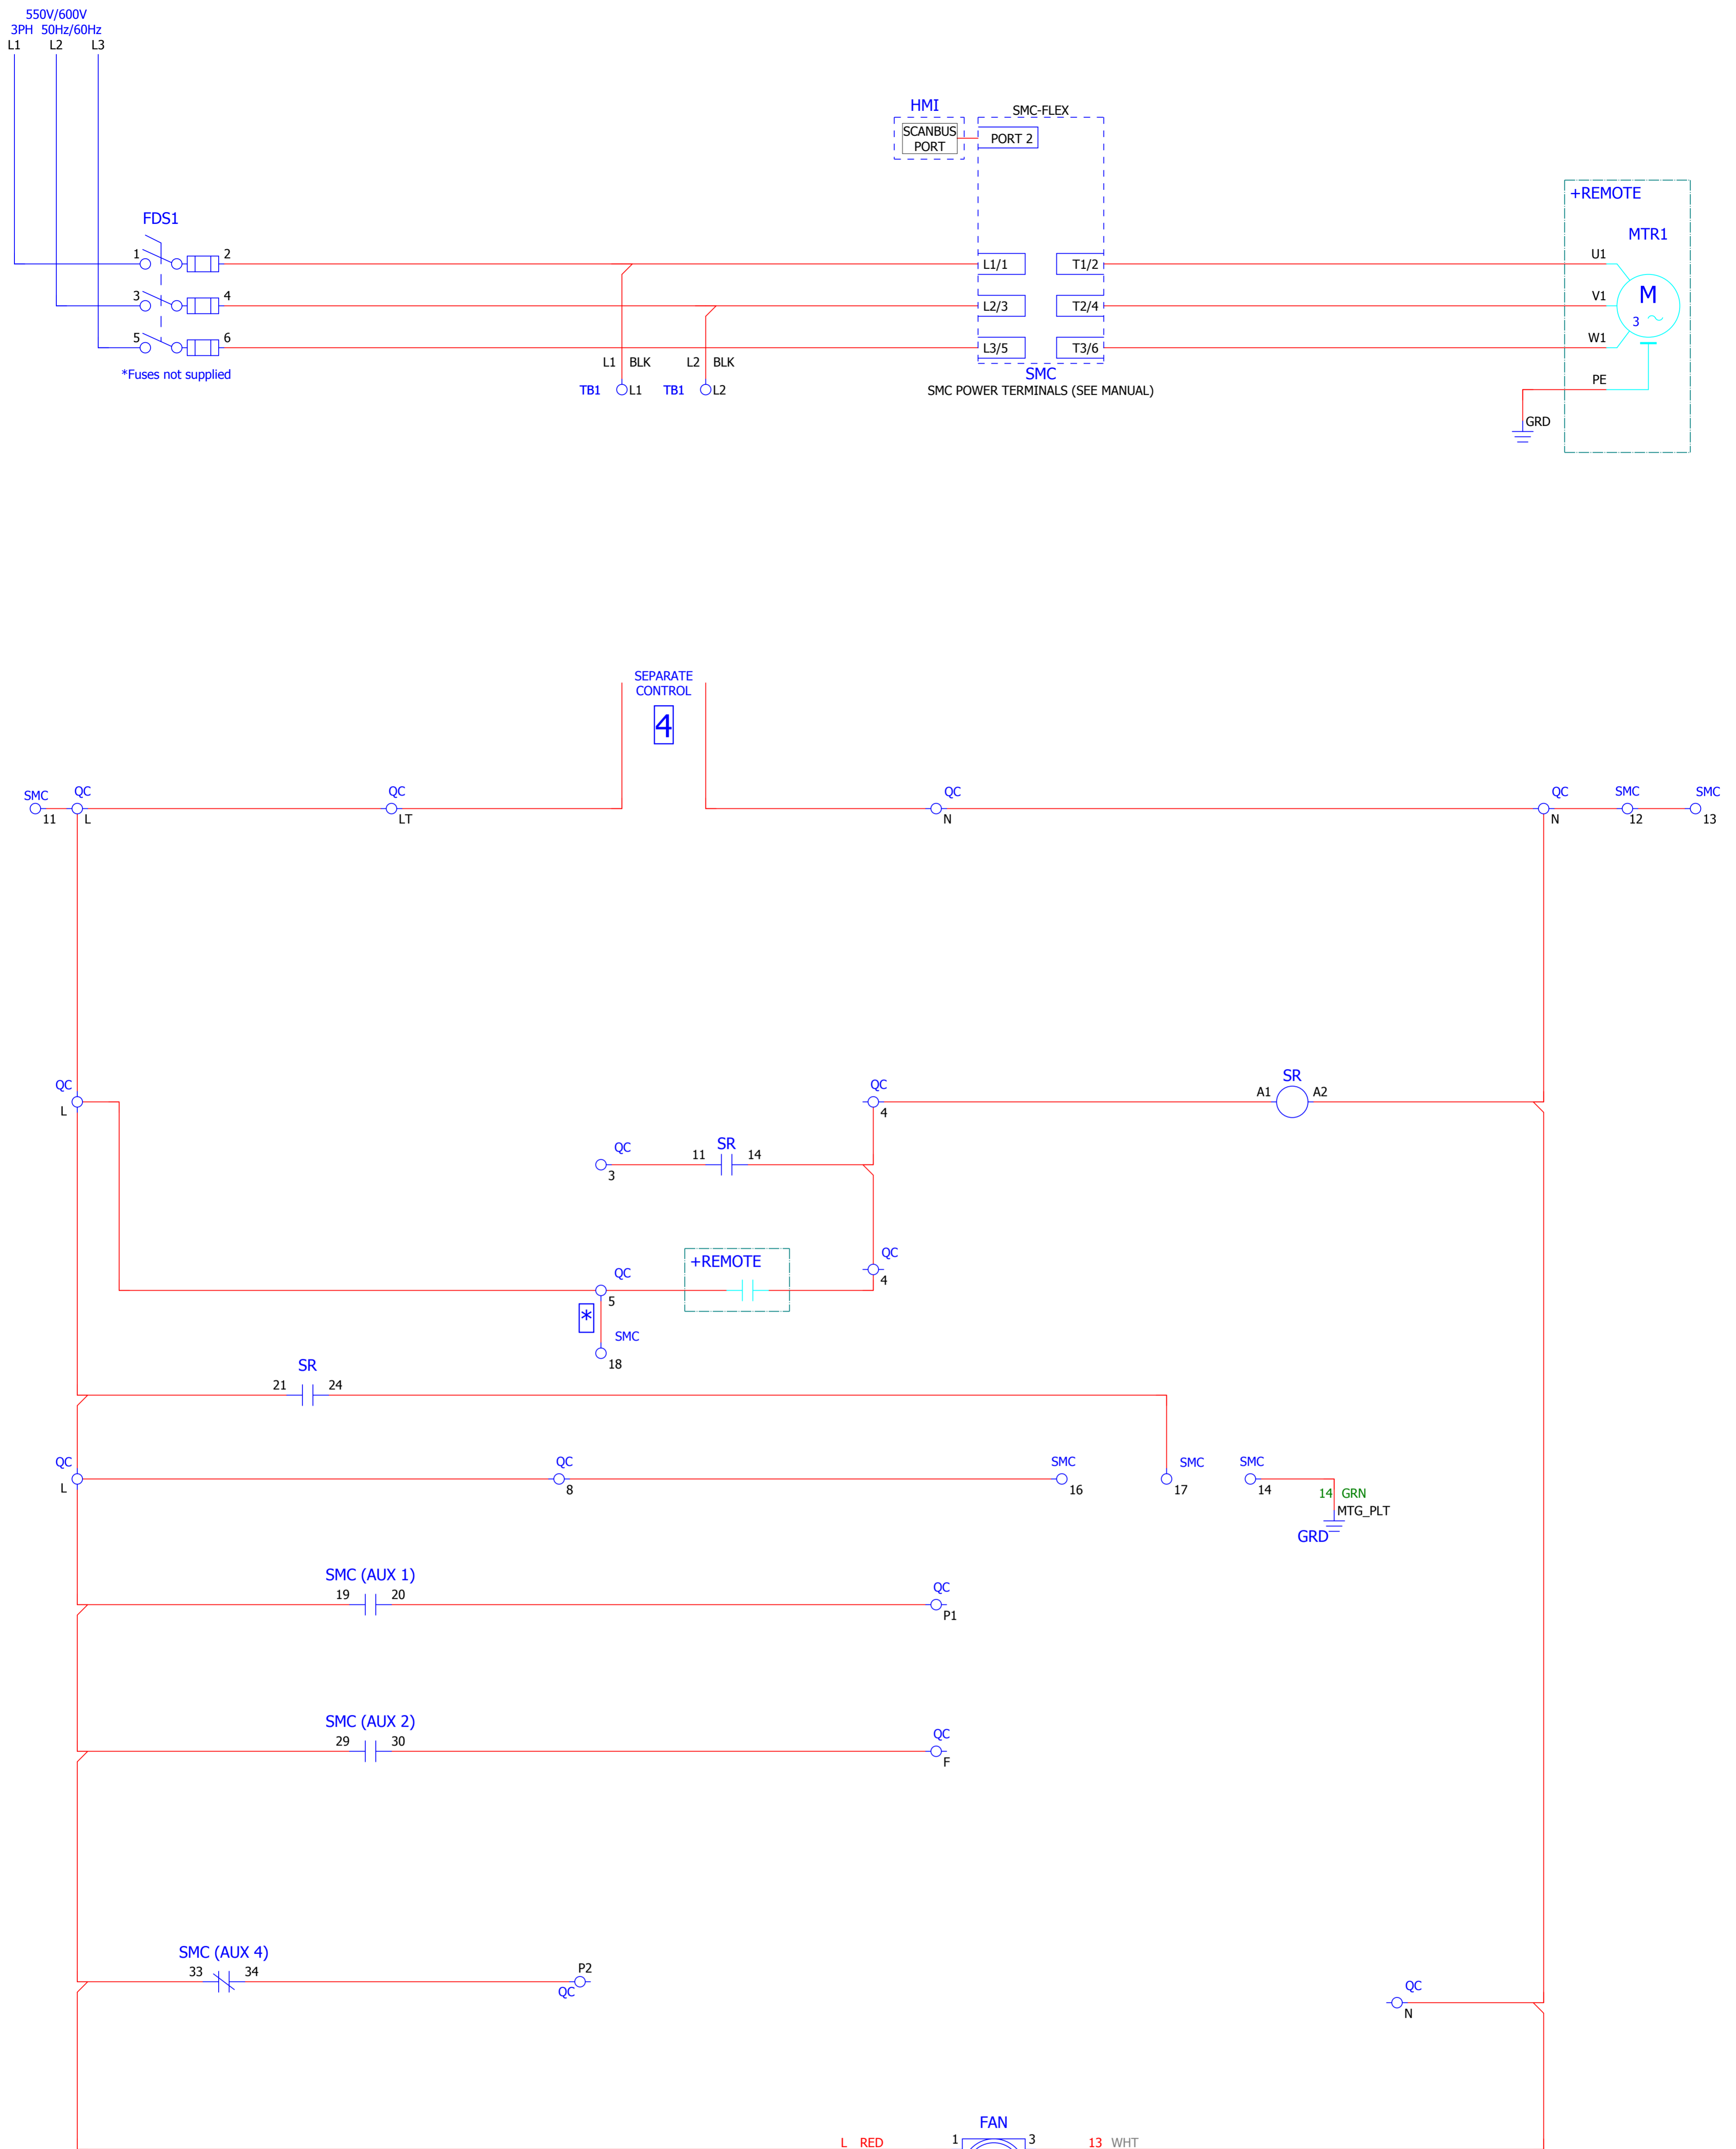 550V/600V
3PH 50Hz/60Hz
L1 L2 L3
HMI
SMC-FLEX
SCANBUS
PORT
PORT 2
+REMOTE
FDS1
MTR1
1 2
L1/1 T1/2
U1
3 4
L2/3 T2/4
V1
M
3
5 6
L3/5 T3/6
W1
*Fuses not supplied
L1 BLK L2 BLK
SMC
PE
TB1 L1 TB1 L2
SMC POWER TERMINALS (SEE MANUAL)
GRD
SEPARATE
CONTROL
4
SMC QC QC QC QC SMC SMC
11 L LT N N 12 13
QC QC SR
A1 A2
L 4
QC SR
11 14
3
+REMOTE
QC QC
5 4
*
SMC
18
SR
21 24
QC QC SMC SMC SMC
L 8 16 17 14
14 GRN
MTG_PLT
GRD
SMC (AUX 1)
19 20 QC
P1
SMC (AUX 2)
29 30 QC
F
SMC (AUX 4)
33 34 P2
QC
QC
N
FAN
L RED 1 3 13 WHT